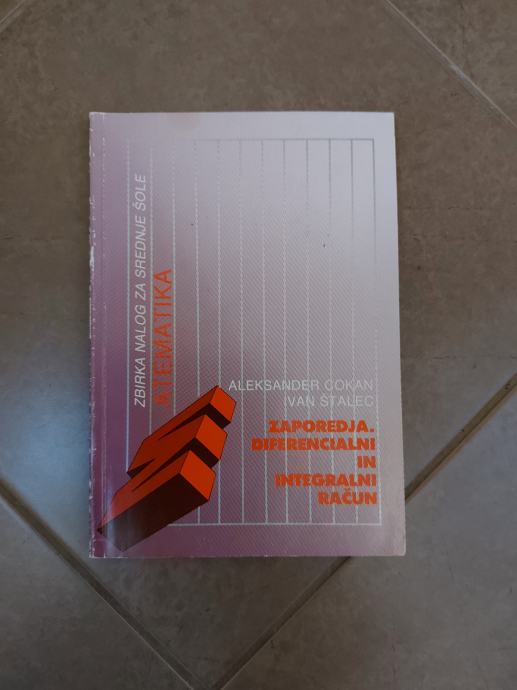 ZBIRKA NALOG ZA SREDNJE ŠOLE
MATEMATIKA
ALEKSANDER COKAN
IVAN ŠTALEC
ZAPOREDJA.
DIFERENCIALNI
IN
INTEGRALNI
RAČUN